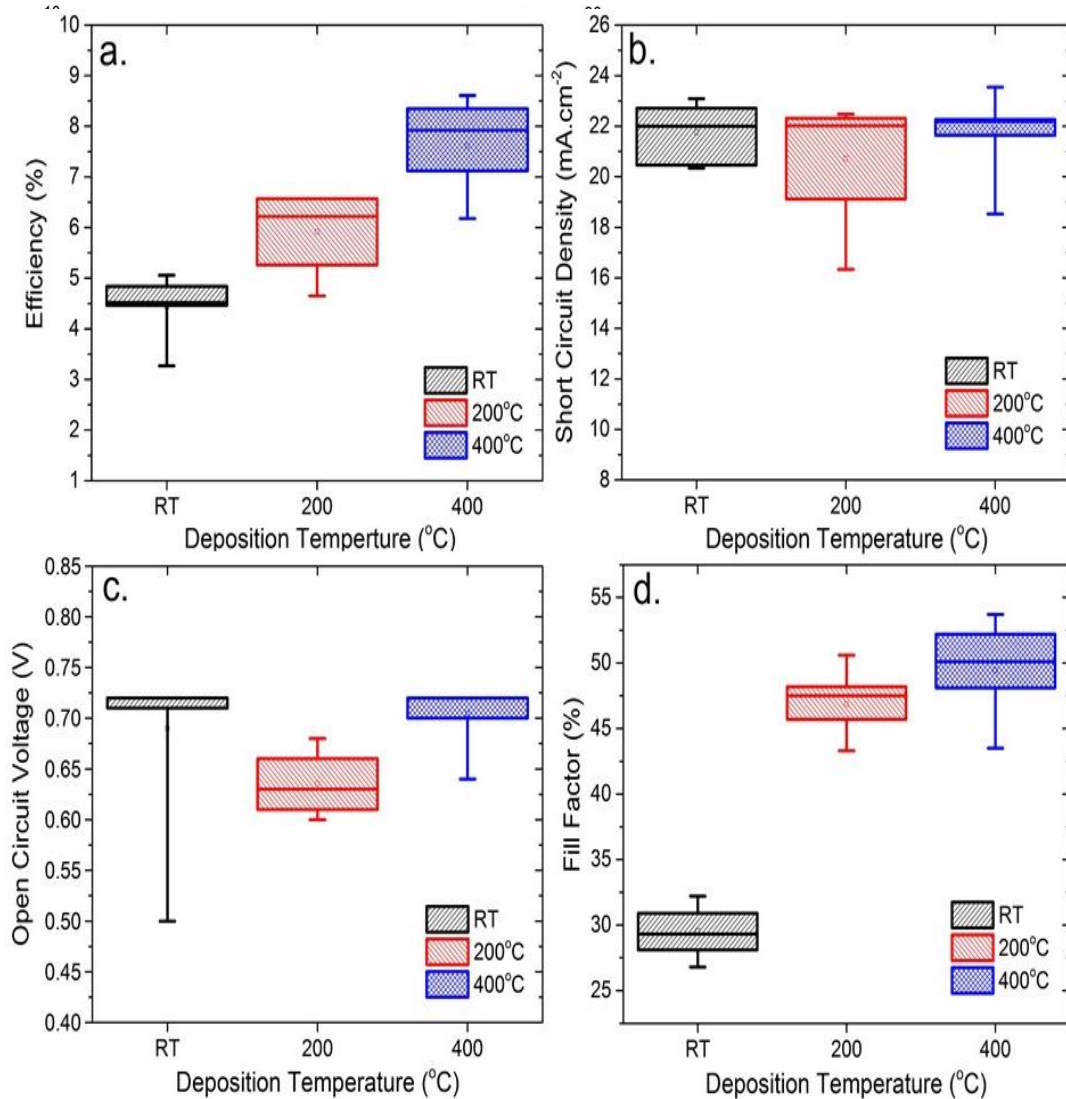 a.
Efficiency (%)
10
9
8
7
6
5
4
3
2
1
RT
200°C
400°C
RT 200 400
Deposition Temperture (°C)
b.
Short Circuit Density (mA.cm-2)
26
24
22
20
18
16
14
12
10
8
RT
200°C
400°C
RT 200 400
Deposition Temperature (°C)
c.
Open Circuit Voltage (V)
0.85
0.80
0.75
0.70
0.65
0.60
0.55
0.50
0.45
0.40
RT
200°C
400°C
RT 200 400
Deposition Temperature (°C)
d.
Fill Factor (%)
55
50
45
40
35
30
25
RT
200°C
400°C
RT 200 400
Deposition Temperature (°C)